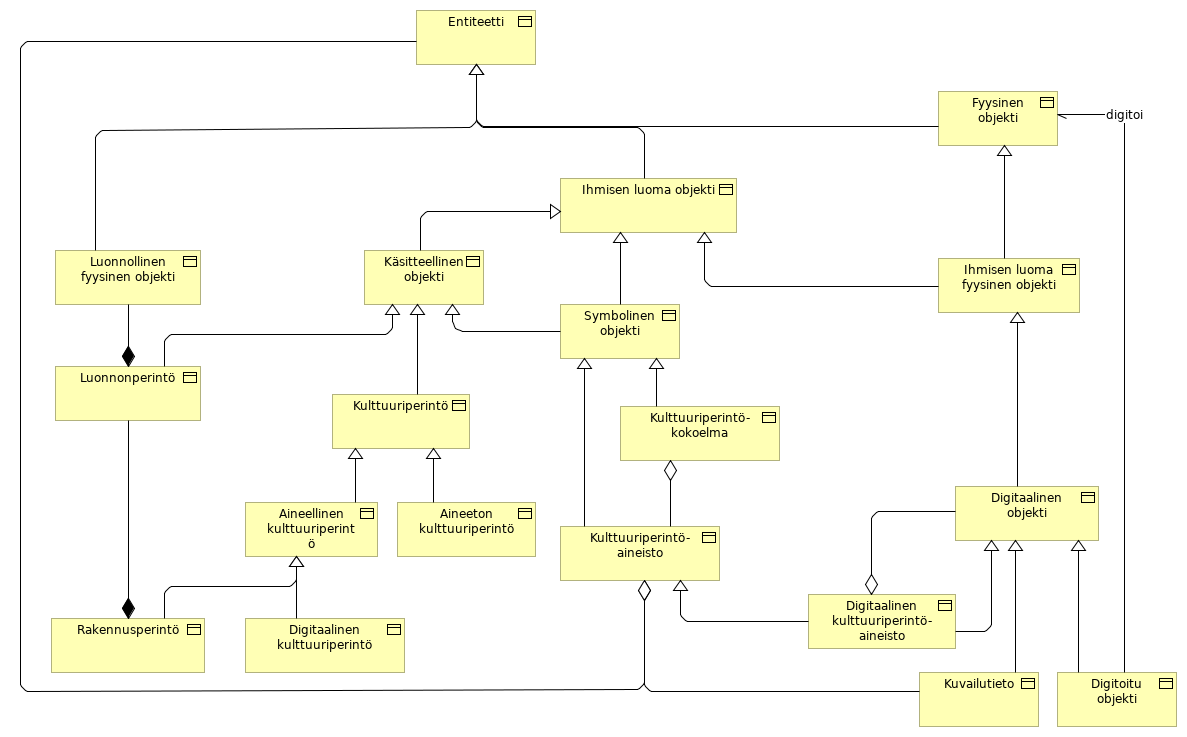 Entiteetti
Fyysinen
objekti
digitoi
Ihmisen luoma objekti
Luonnollinen
fyysinen objekti
Käsitteellinen
objekti
Ihmisen luoma
fyysinen objekti
Symbolinen
objekti
Luonnonperintö
Kulttuuriperintö
Kulttuuriperintö-
kokoelma
Aineellinen
kulttuuriperint
ö
Aineeton
kulttuuriperintö
Kulttuuriperintö-
aineisto
Digitaalinen
objekti
Rakennusperintö
Digitaalinen
kulttuuriperintö
Digitaalinen
kulttuuriperintö-
aineisto
Kuvailutieto
Digitoitu
objekti